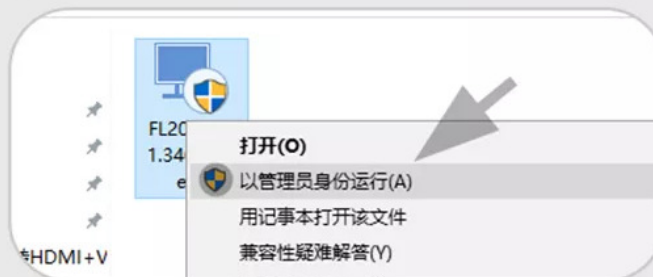 FL20
1.34
e
打开(O)
以管理员身份运行(A)
用记事本打开该文件
兼容性疑难解答(Y)
HDMI+V